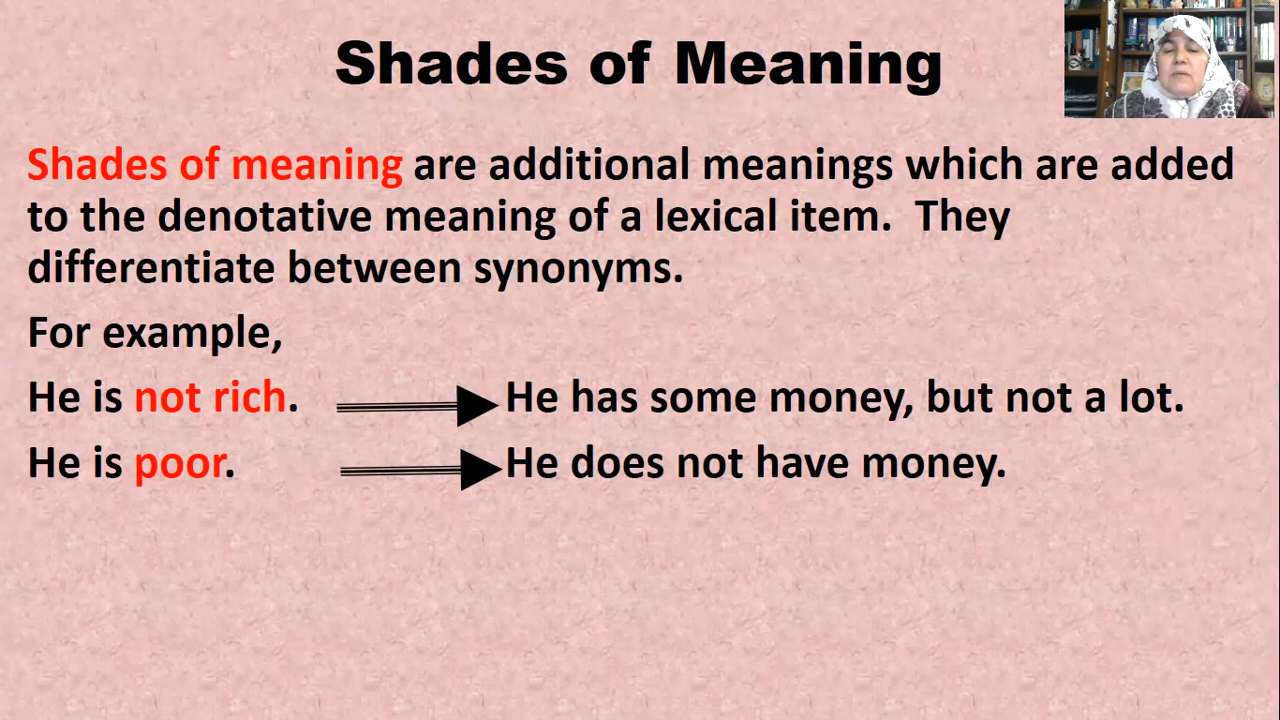 Shades of Meaning
Shades of meaning are additional meanings which are added
to the denotative meaning of a lexical item.  They
differentiate between synonyms.
For example,
He is not rich. He has some money, but not a lot.
He is poor. He does not have money.